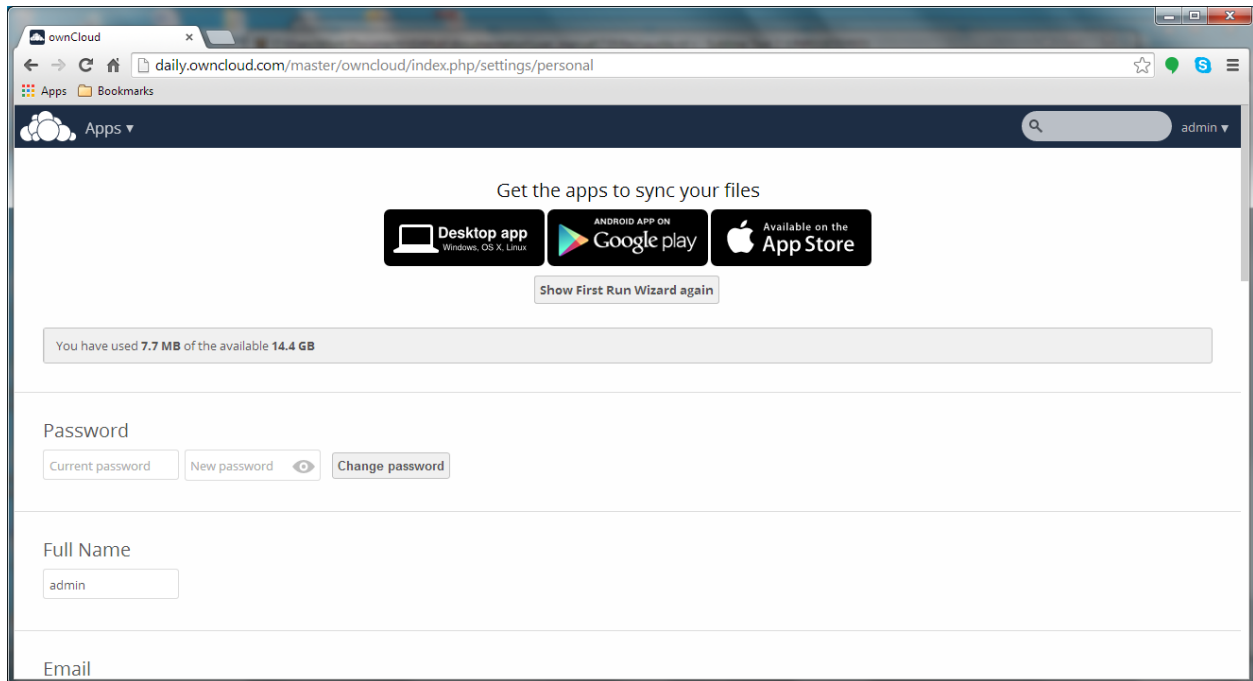 ownCloud
daily.owncloud.com/master/owncloud/index.php/settings/personal
Apps Bookmarks
Apps ▾ admin ▾
Get the apps to sync your files
Desktop app
Windows, OS X, Linux
ANDROID APP ON
Google play
Available on the
App Store
Show First Run Wizard again
You have used 7.7 MB of the available 14.4 GB
Password
Current password New password Change password
Full Name
admin
Email